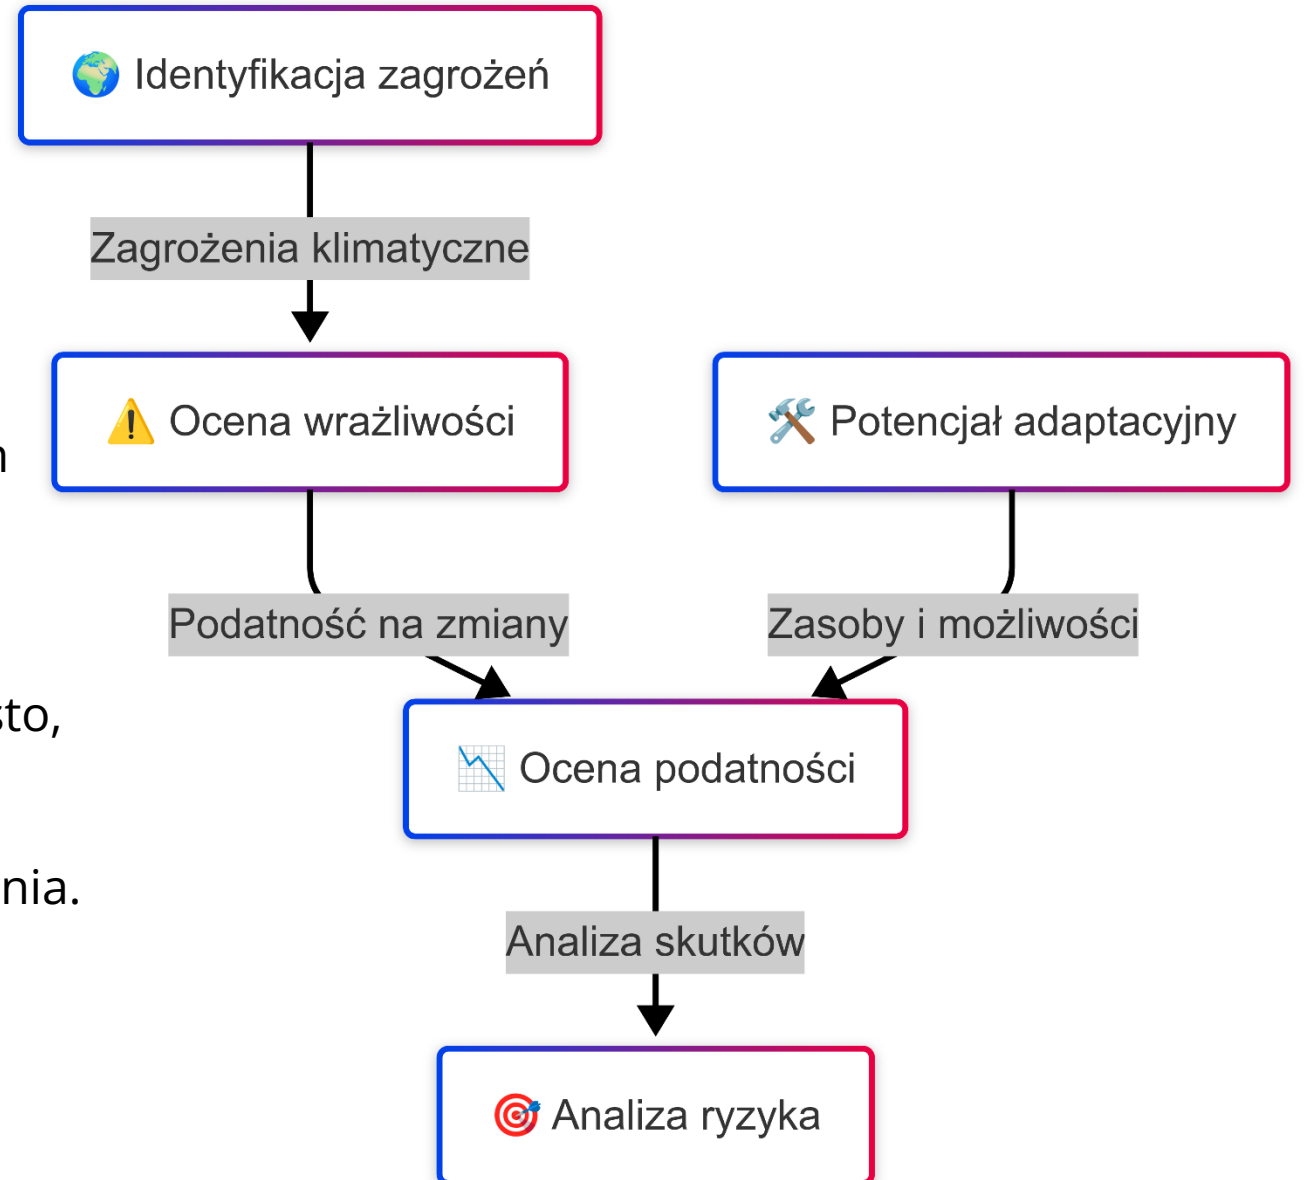 🌍 Identyfikacja zagrożeń
Zagrożenia klimatyczne
⚠️ Ocena wrażliwości
🛠️ Potencjał adaptacyjny
Podatność na zmiany
Zasoby i możliwości
📉 Ocena podatności
Analiza skutków
🎯 Analiza ryzyka